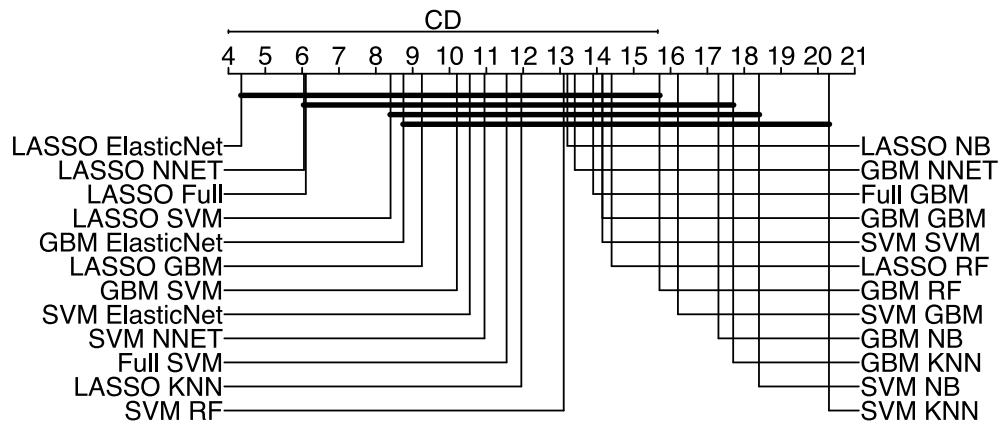 CD
4 5 6 7 8 9 10 11 12 13 14 15 16 17 18 19 20 21
LASSO ElasticNet
LASSO NNET
LASSO Full
LASSO SVM
GBM ElasticNet
LASSO GBM
GBM SVM
SVM ElasticNet
SVM NNET
Full SVM
LASSO KNN
SVM RF
LASSO NB
GBM NNET
Full GBM
GBM GBM
SVM SVM
LASSO RF
GBM RF
SVM GBM
GBM NB
GBM KNN
SVM NB
SVM KNN